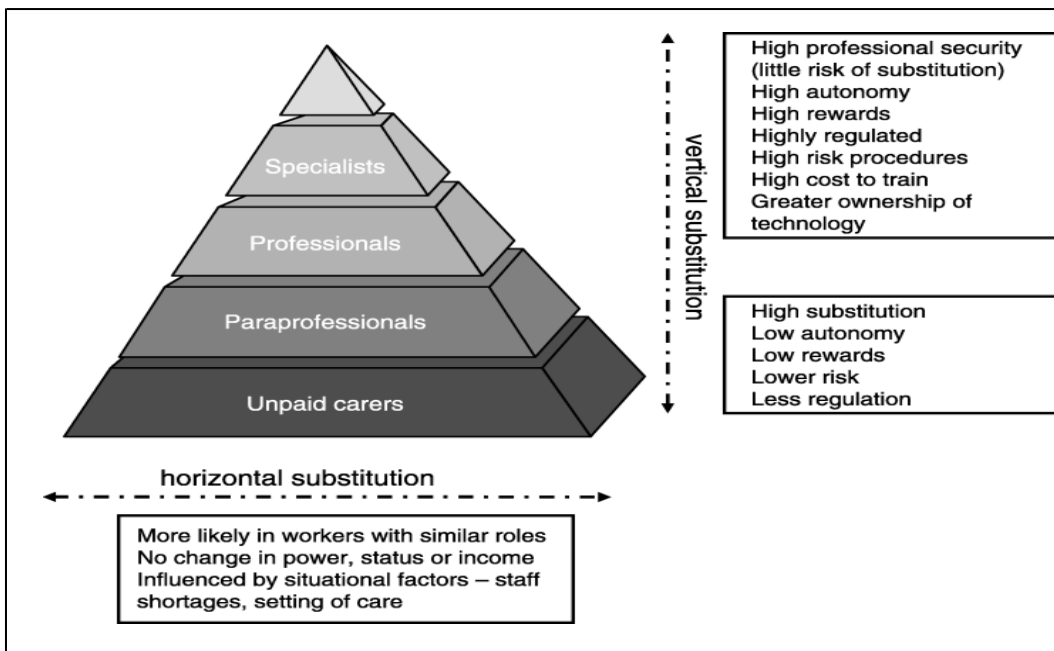 Specialists
Professionals
Paraprofessionals
Unpaid carers
vertical substitution
High professional security
(little risk of substitution)
High autonomy
High rewards
Highly regulated
High risk procedures
High cost to train
Greater ownership of
technology
High substitution
Low autonomy
Low rewards
Lower risk
Less regulation
horizontal substitution
More likely in workers with similar roles
No change in power, status or income
Influenced by situational factors – staff
shortages, setting of care